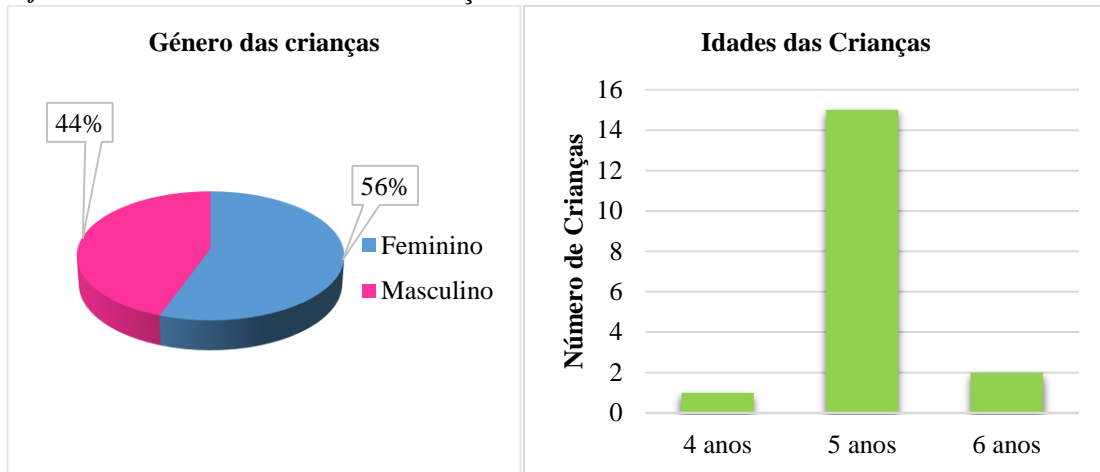 Género das crianças
44%
56%
Feminino
Masculino
Idades das Crianças
Número de Crianças
16
14
12
10
8
6
4
2
0
4 anos
5 anos
6 anos